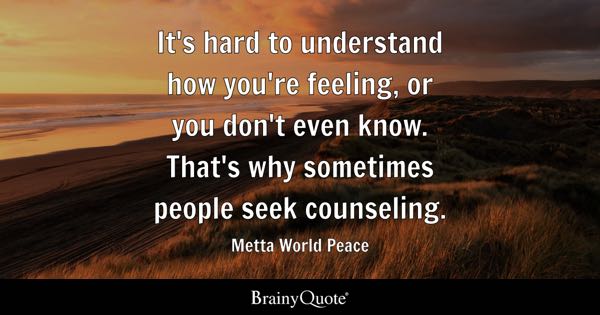 It's hard to understand
how you're feeling, or
you don't even know.
That's why sometimes
people seek counseling.
Metta World Peace
BrainyQuote®